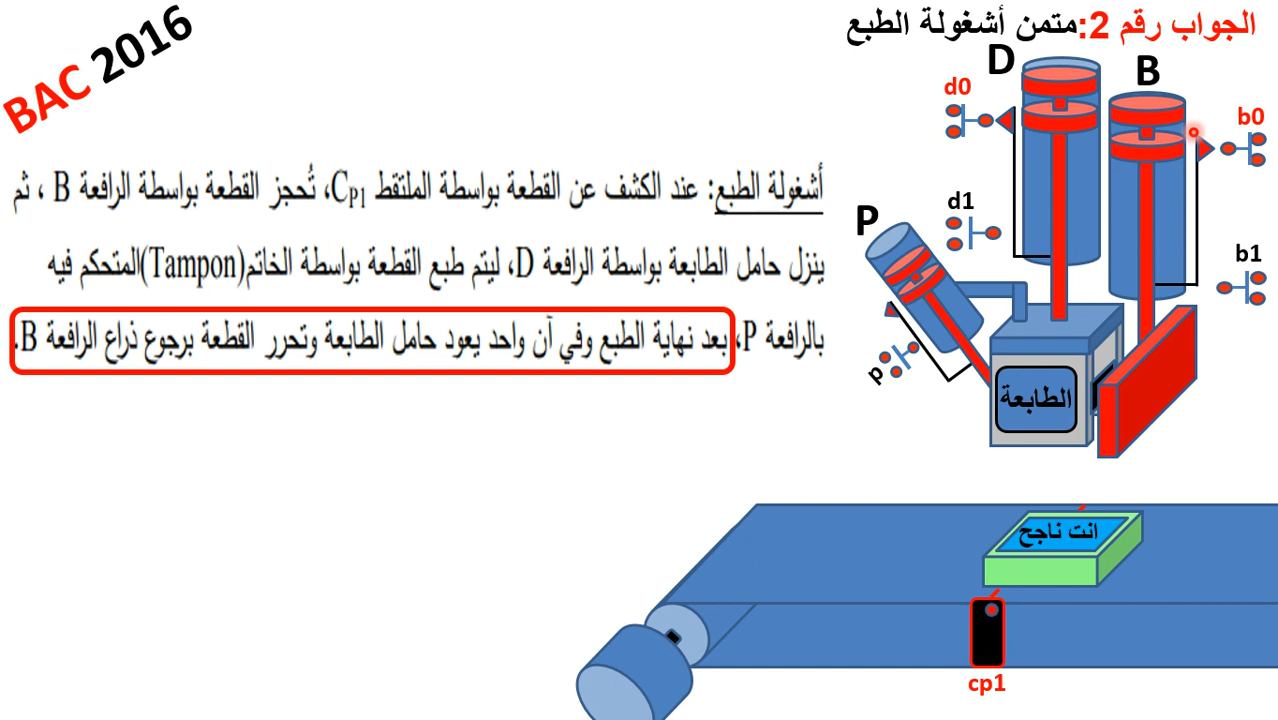 الجواب رقم 2:متمن أشغولة الطبع
BAC 2016
أشغولة الطبع: عند الكشف عن القطعة بواسطة الملتقط CP1، تُحجز القطعة بواسطة الرافعة B ، ثم
ينزل حامل الطابعة بواسطة الرافعة D، ليتم طبع القطعة بواسطة الخاتم(Tampon)المتحكم فيه
بالرافعة P، بعد نهاية الطبع وفي آن واحد يعود حامل الطابعة وتحرر القطعة برجوع ذراع الرافعة B.
D
B
d0
b0
d1
P
b1
p
الطابعة
انت ناجح
cp1